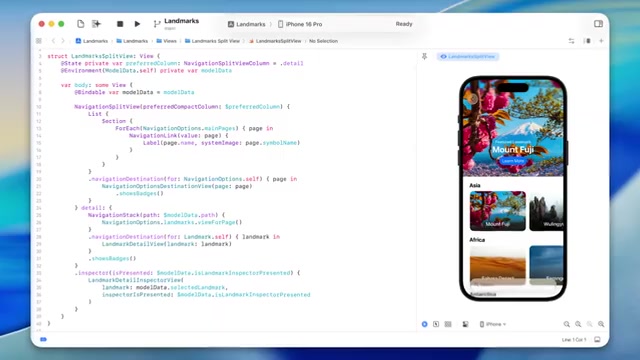 Landmarks
Landmarks
iPhone 16 Pro
Ready
Landmarks
Landmarks
Views
Landmarks Split View
LandmarksSplitView
No Selection
struct LandmarksSplitView: View {
@State private var preferredColumn: NavigationSplitViewColumn = .detail
@Environment(ModelData.self) private var modelData
var body: some View {
@Bindable var modelData = modelData
NavigationSplitView(preferredCompactColumn: $preferredColumn) {
List {
Section {
ForEach(NavigationOptions.mainPages) { page in
NavigationLink(value: page) {
Label(page.name, systemImage: page.symbolName)
}
}
}
}
.navigationDestination(for: NavigationOptions.self) { page in
NavigationOptionsDestinationView(page: page)
.showsBadges()
}
} detail: {
NavigationStack(path: $modelData.path) {
NavigationOptions.landmarks.viewForPage()
}
.navigationDestination(for: Landmark.self) { landmark in
LandmarkDetailView(landmark: landmark)
}
.showsBadges()
}
.inspector(isPresented: $modelData.isLandmarkInspectorPresented) {
LandmarkDetailInspectorView(
landmark: modelData.selectedLandmark,
inspectorIsPresented: $modelData.isLandmarkInspectorPresented
)
}
}
}
LandmarksSplitView
Featured Landmark
Mount Fuji
Learn More
Asia
Mount Fuji
Africa
Antarctica
iPhone
Line: 1 Col: 1